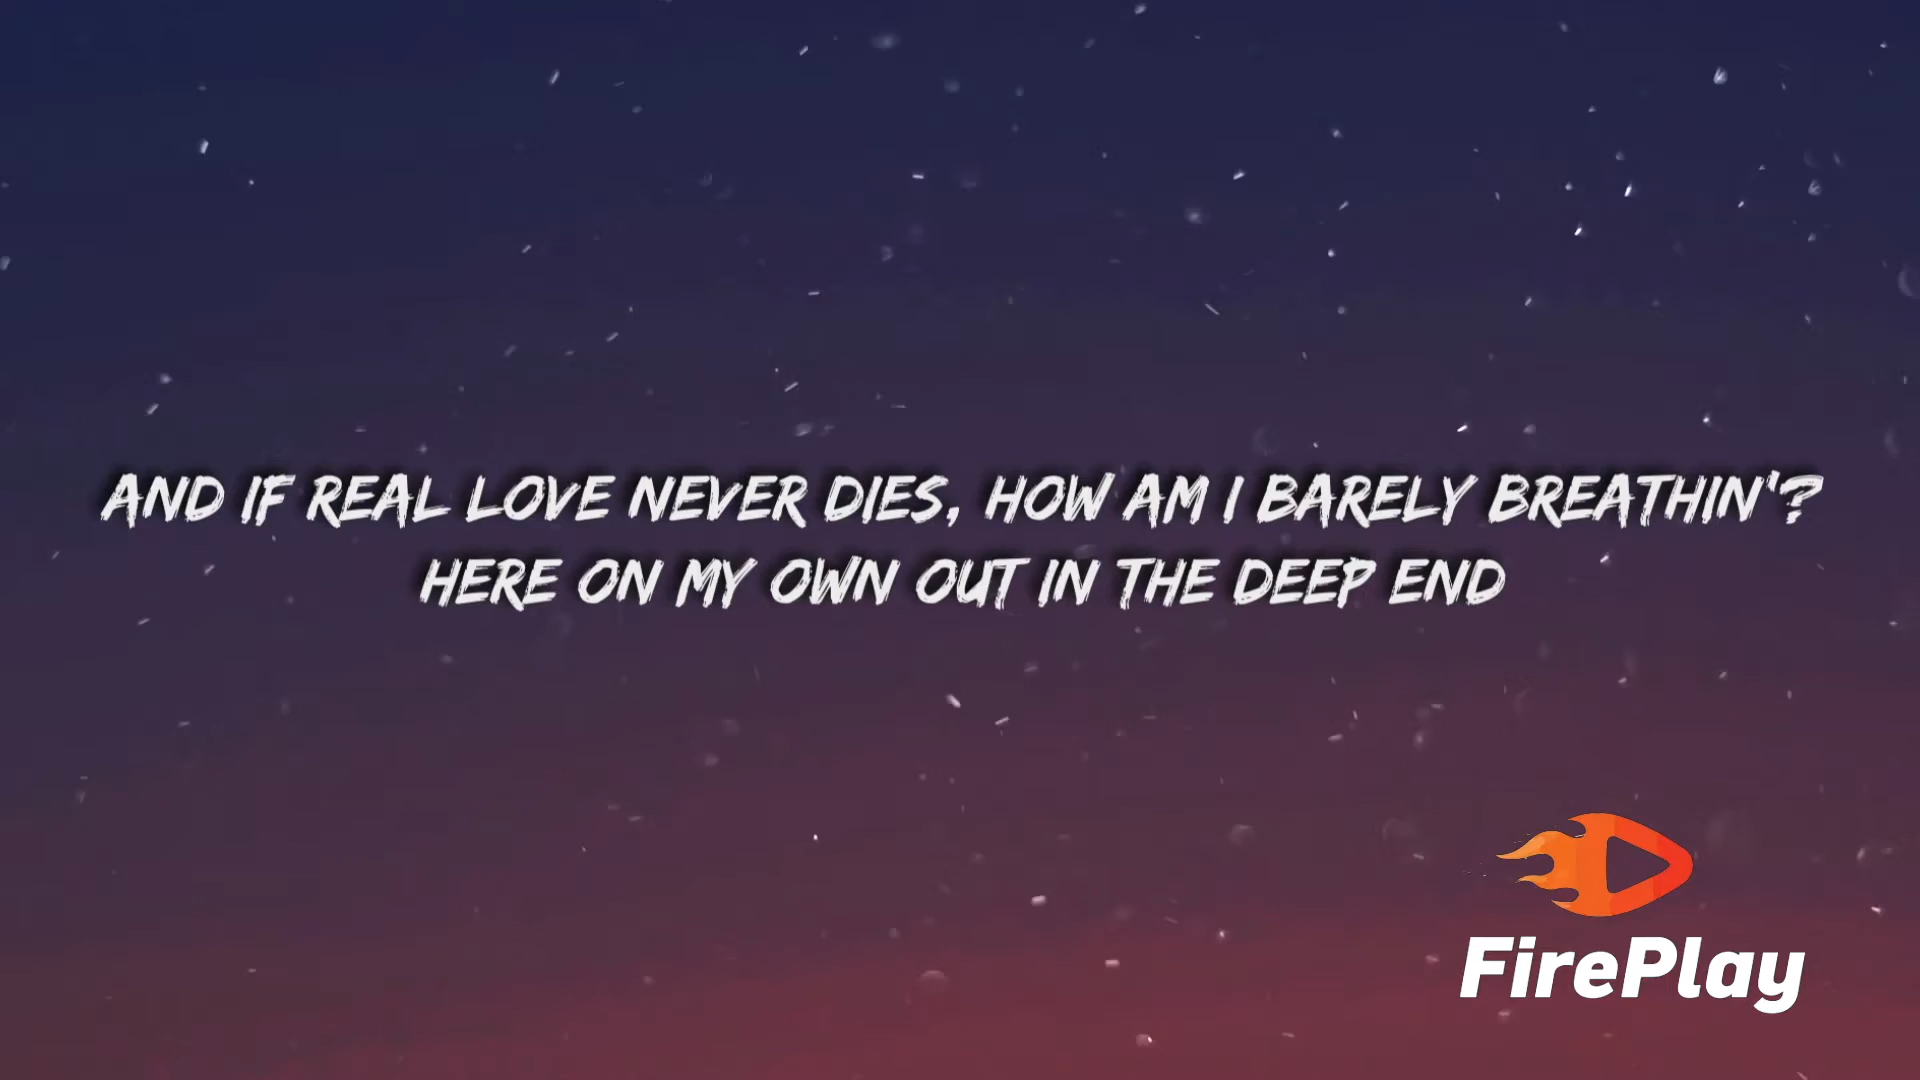 AND IF REAL LOVE NEVER DIES, HOW AM I BARELY BREATHIN'?
HERE ON MY OWN OUT IN THE DEEP END
FirePlay